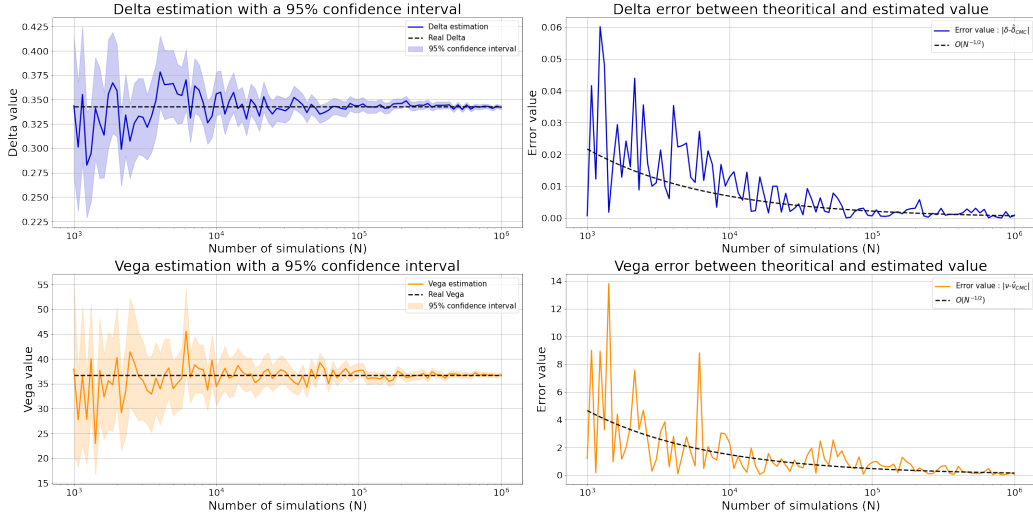 Delta estimation with a 95% confidence interval
Delta value
0.425
0.400
0.375
0.350
0.325
0.300
0.275
0.250
0.225
Delta estimation
Real Delta
95% confidence interval
10³ 10⁴ 10⁵ 10⁶
Number of simulations (N)
Delta error between theoritical and estimated value
Error value
0.06
0.05
0.04
0.03
0.02
0.01
0.00
Error value : |δ-δ̂_CMC|
O(N^{-1/2})
10³ 10⁴ 10⁵ 10⁶
Number of simulations (N)
Vega estimation with a 95% confidence interval
Vega value
55
50
45
40
35
30
25
20
15
Vega estimation
Real Vega
95% confidence interval
10³ 10⁴ 10⁵ 10⁶
Number of simulations (N)
Vega error between theoritical and estimated value
Error value
14
12
10
8
6
4
2
0
Error value : |ν-ν̂_CMC|
O(N^{-1/2})
10³ 10⁴ 10⁵ 10⁶
Number of simulations (N)